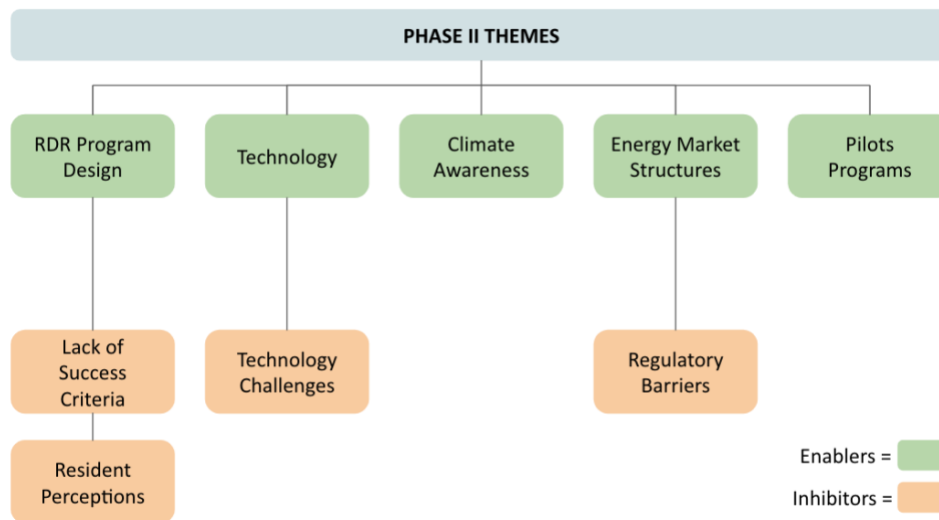 PHASE II THEMES
RDR Program
Design
Technology
Climate
Awareness
Energy Market
Structures
Pilots
Programs
Lack of
Success
Criteria
Technology
Challenges
Regulatory
Barriers
Resident
Perceptions
Enablers =
Inhibitors =